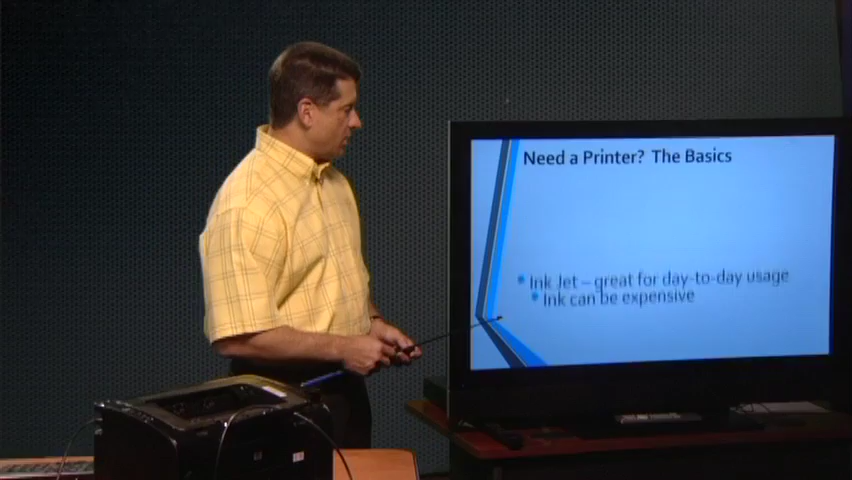 Need a Printer? The Basics
Ink Jet – great for day-to-day usage
Ink can be expensive